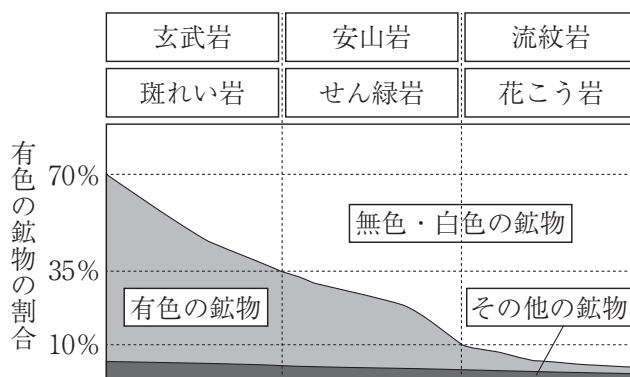 玄武岩 安山岩 流紋岩
斑れい岩 せん緑岩 花こう岩
有色の鉱物の割合
70%
無色・白色の鉱物
35%
有色の鉱物 その他の鉱物
10%